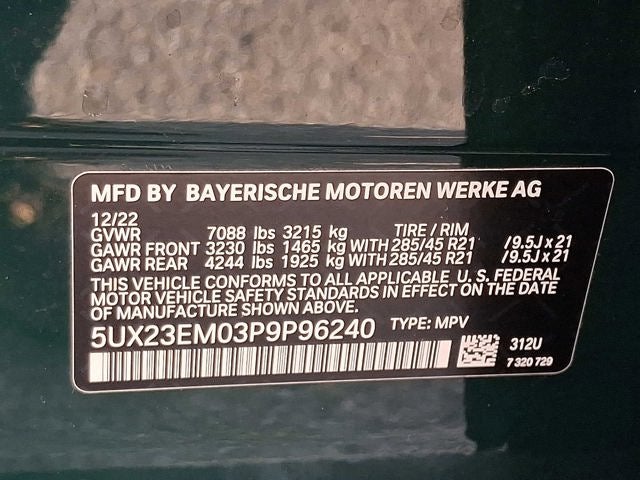 MFD BY BAYERISCHE MOTOREN WERKE AG
12/22
GVWR 7088 lbs 3215 kg TIRE / RIM
GAWR FRONT 3230 lbs 1465 kg WITH 285/45 R21 /9.5J x 21
GAWR REAR 4244 lbs 1925 kg WITH 285/45 R21 /9.5J x 21
THIS VEHICLE CONFORMS TO ALL APPLICABLE U. S. FEDERAL
MOTOR VEHICLE SAFETY STANDARDS IN EFFECT ON THE DATE
OF MANUFACTURE SHOWN ABOVE.
5UX23EM03P9P96240 TYPE: MPV
312U
7 320 729